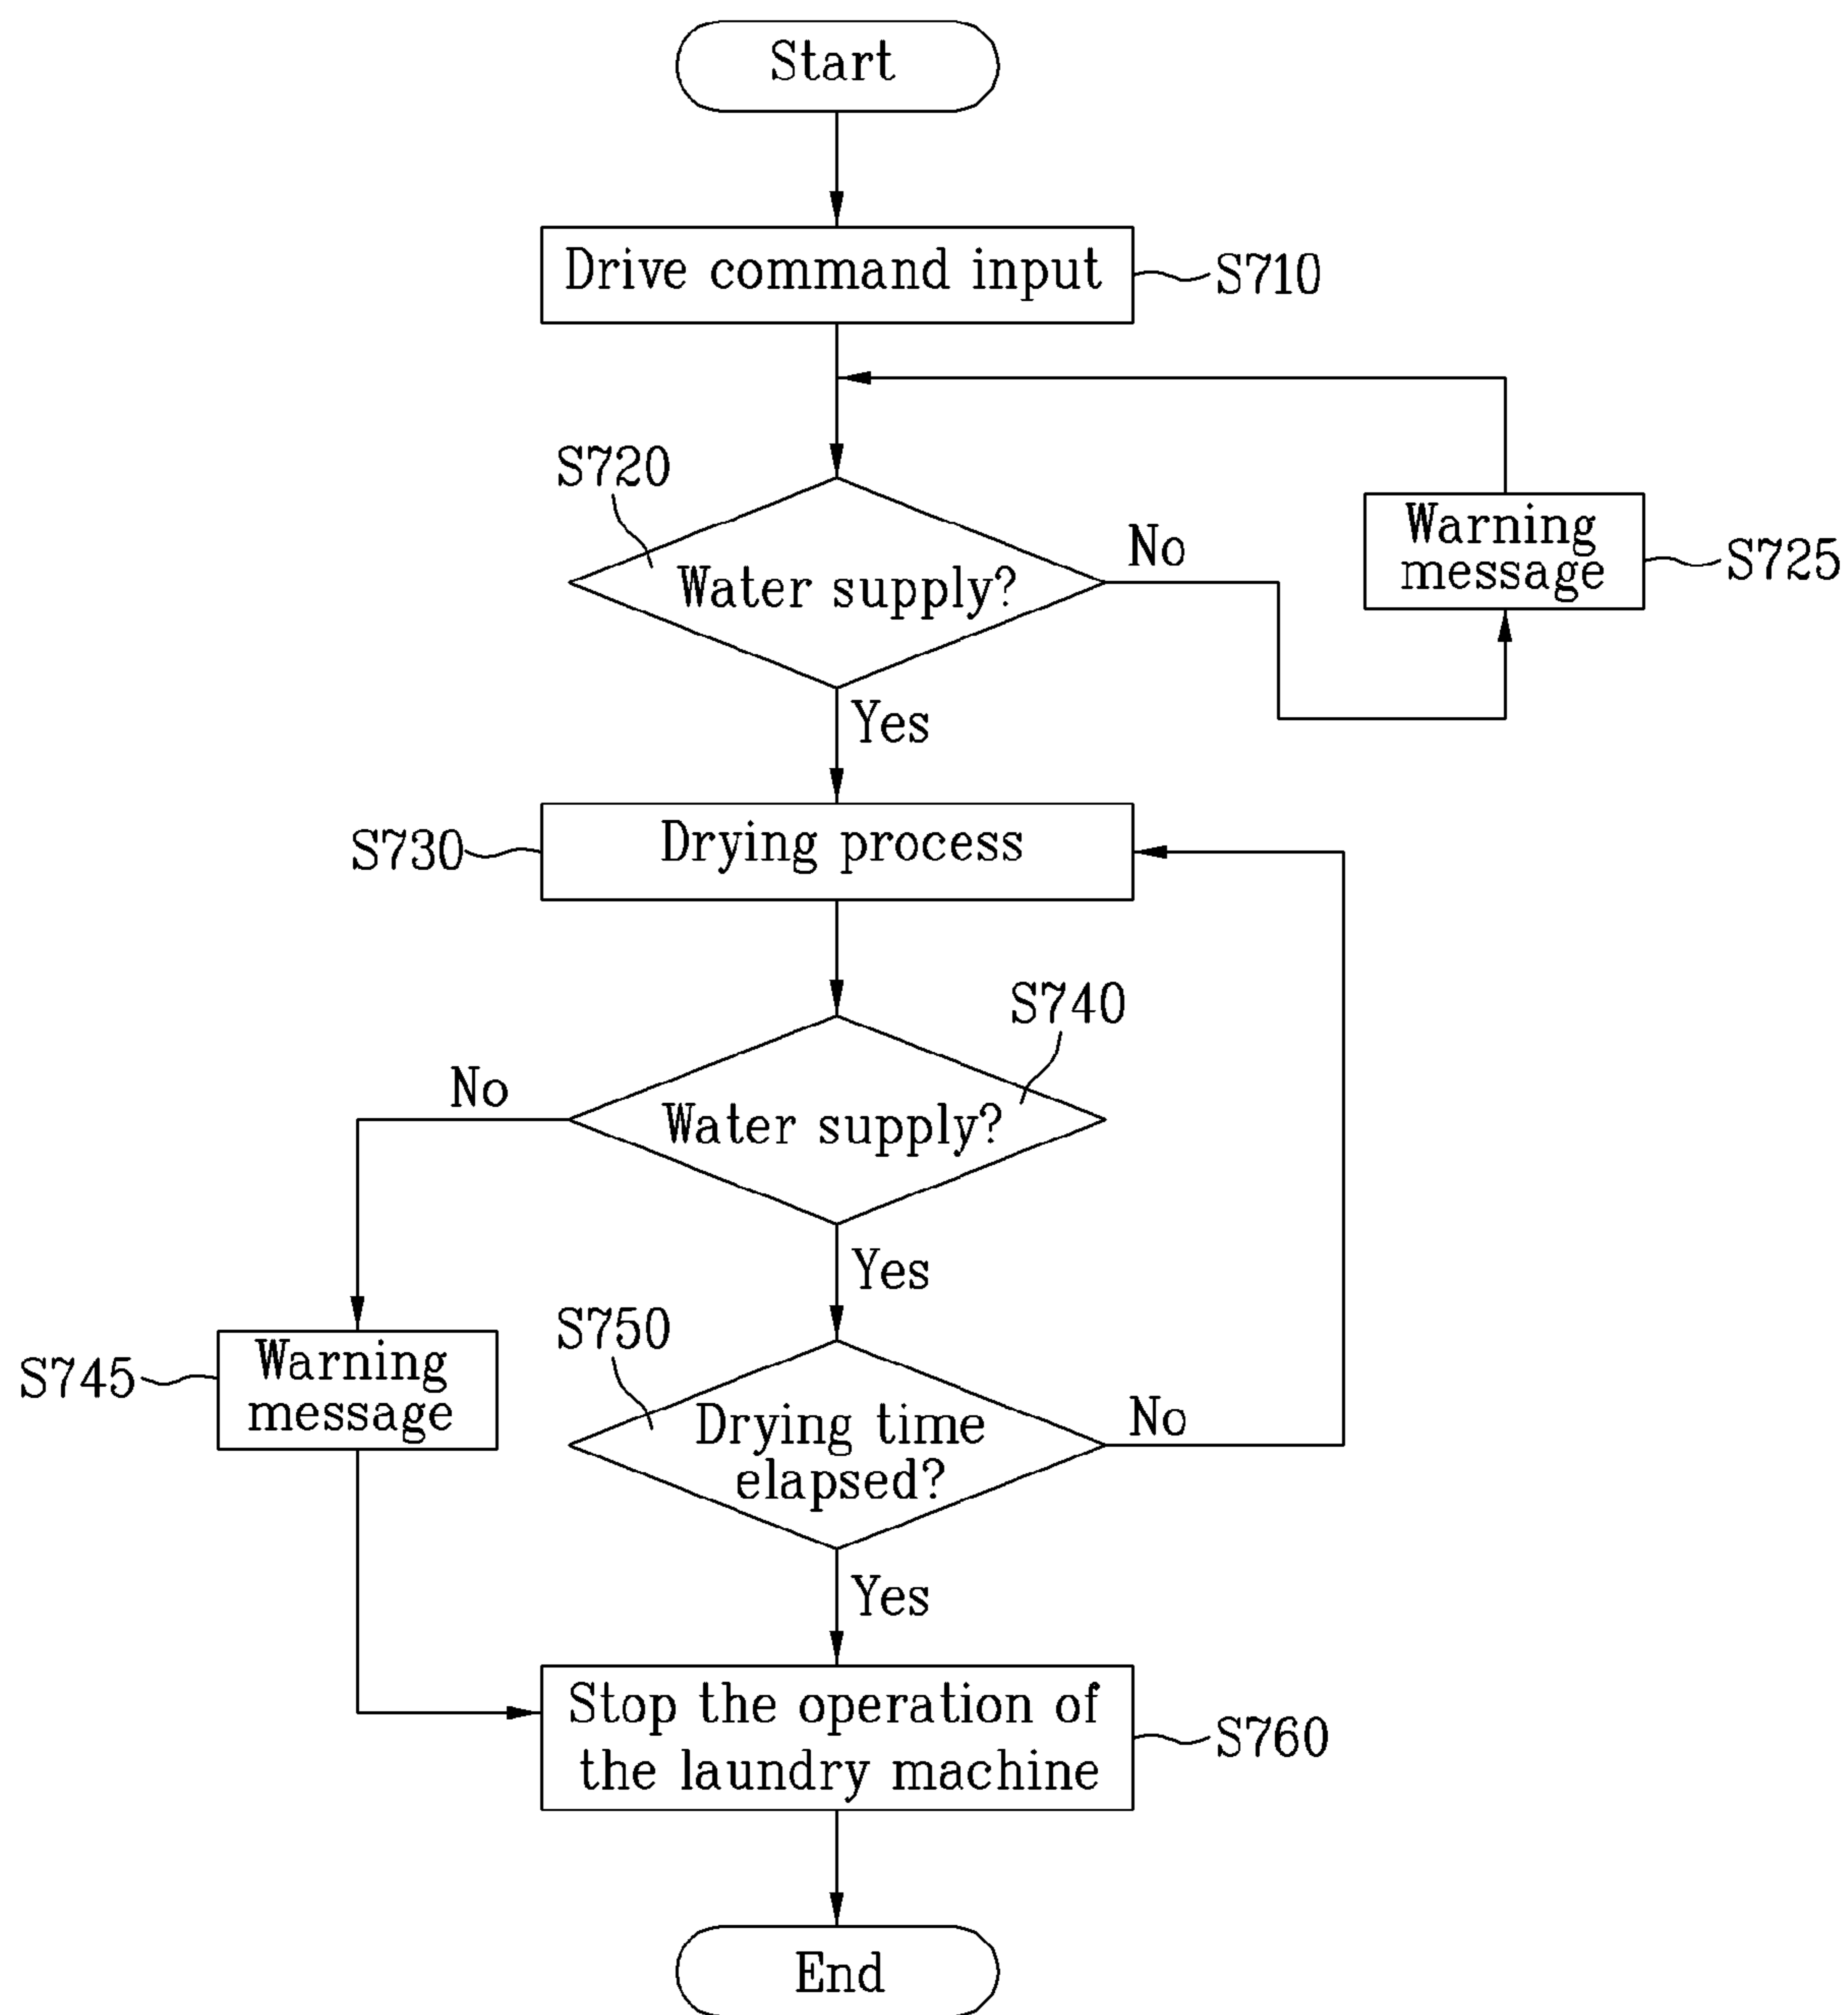 Start
Drive command input
S710
S720
Water supply?
No
Warning
message
S725
Yes
S730
Drying process
S740
No
Water supply?
Yes
S745
Warning
message
S750
Drying time
elapsed?
No
Yes
Stop the operation of
the laundry machine
S760
End